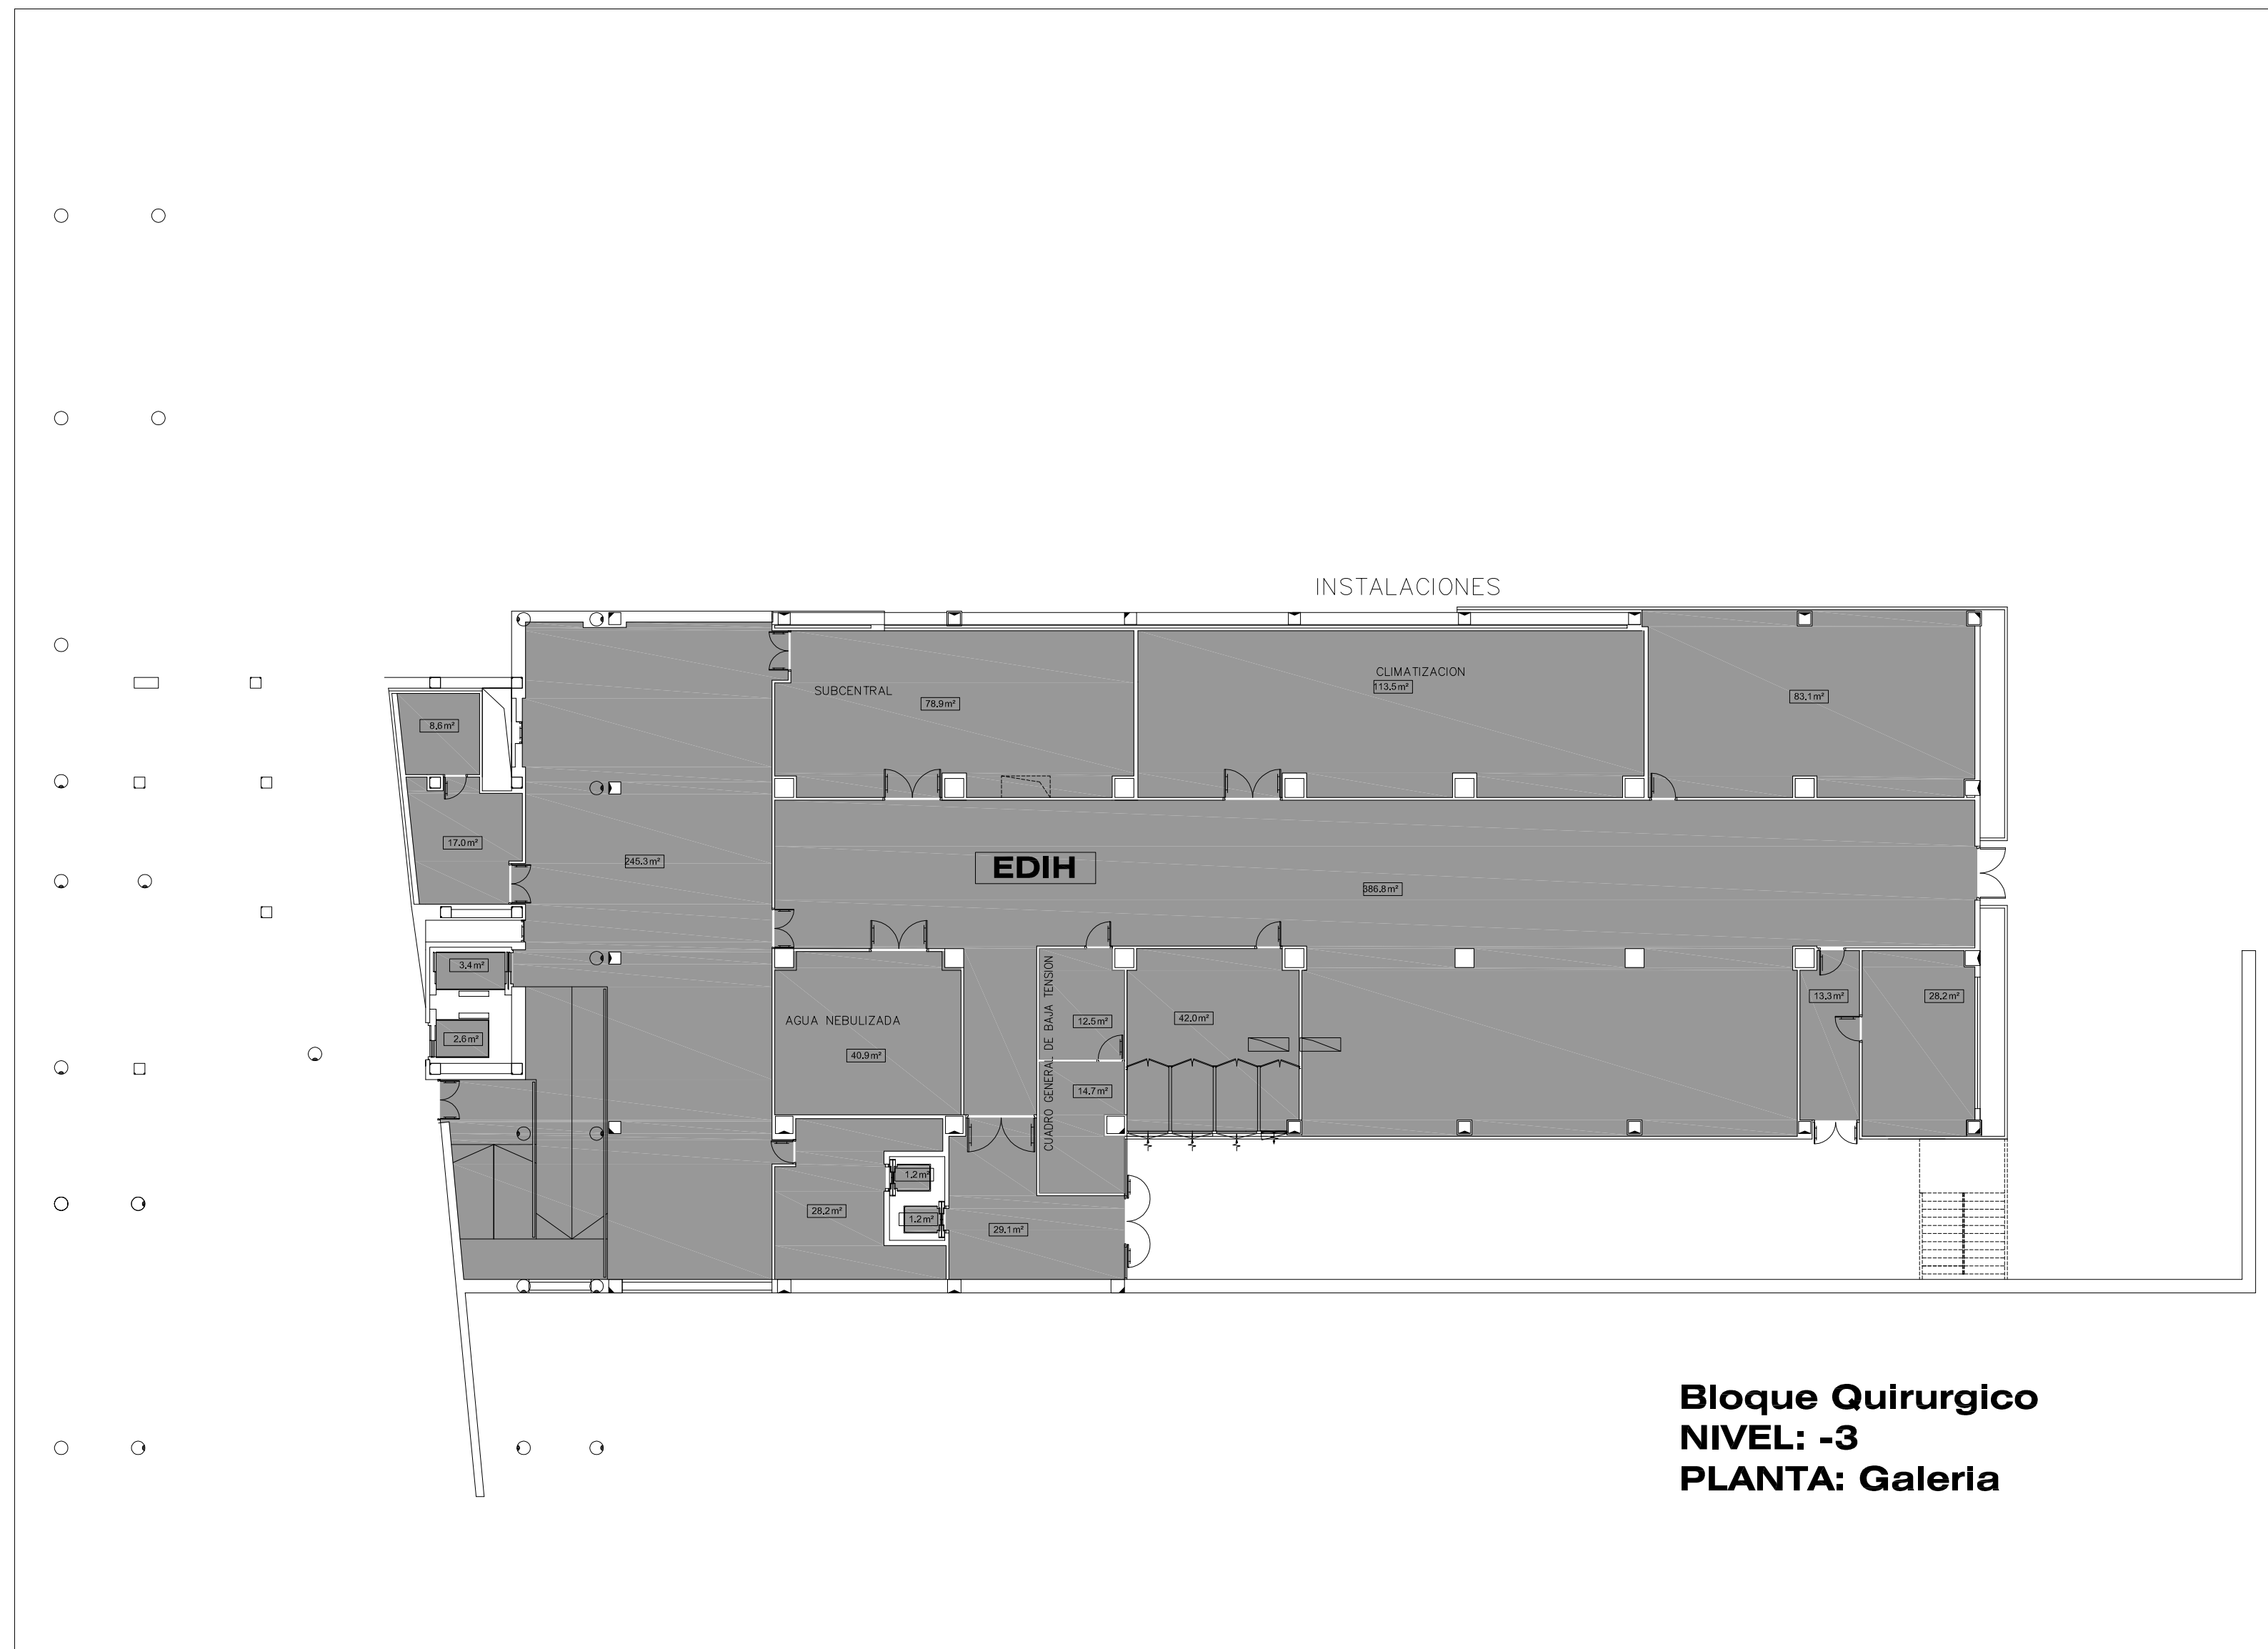 INSTALACIONES
CLIMATIZACION
113.5m²
SUBCENTRAL
78.9m²
83.1m²
8.6m²
17.0m²
245.3m²
EDIH
386.8m²
3.4m²
2.6m²
AGUA NEBULIZADA
40.9m²
CUADRO GENERAL DE BAJA TENSION
12.5m²
14.7m²
42.0m²
13.3m²
28.2m²
1.2m²
1.2m²
28.2m²
29.1m²
Bloque Quirurgico
NIVEL: -3
PLANTA: Galeria